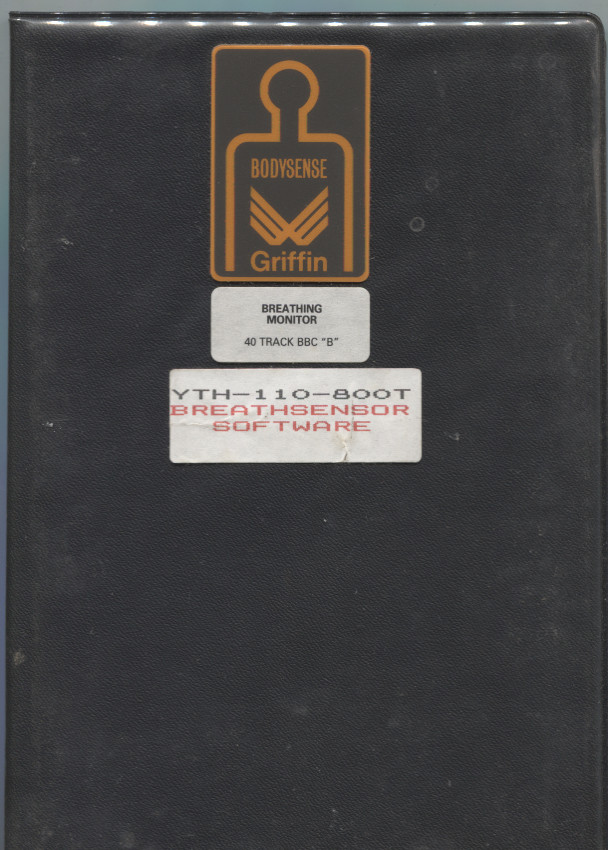 BODYSENSE
Griffin
BREATHING
MONITOR
40 TRACK BBC "B"
YTH-110-800T
BREATHSENSOR
SOFTWARE